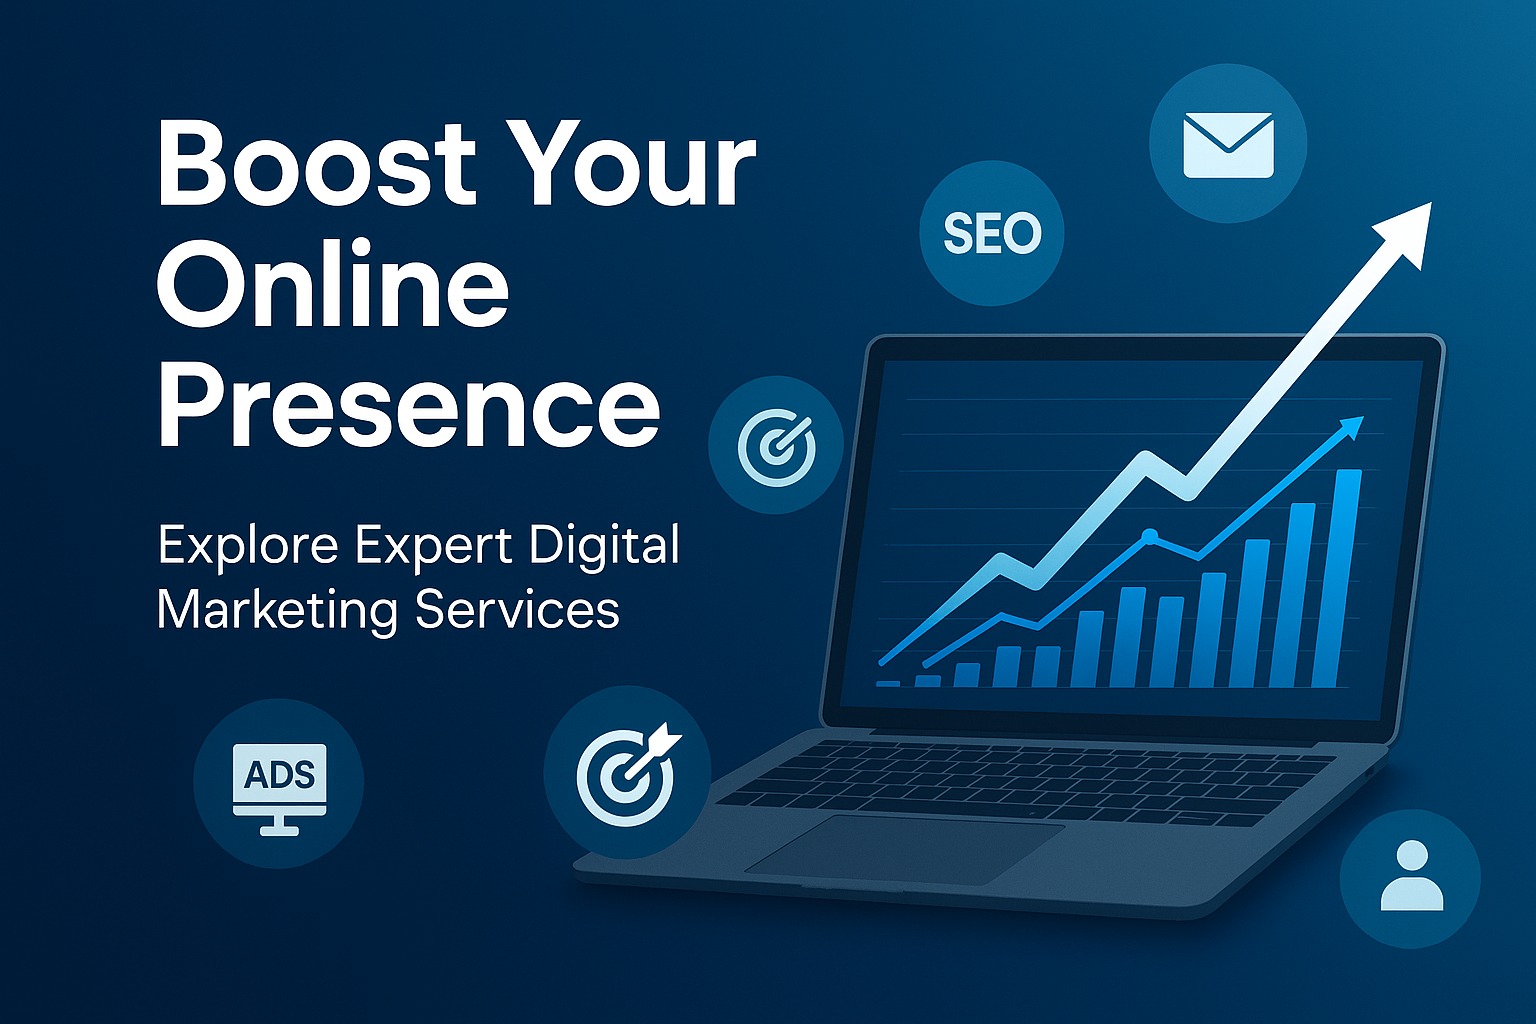 Boost Your
Online
Presence
Explore Expert Digital
Marketing Services
SEO
ADS